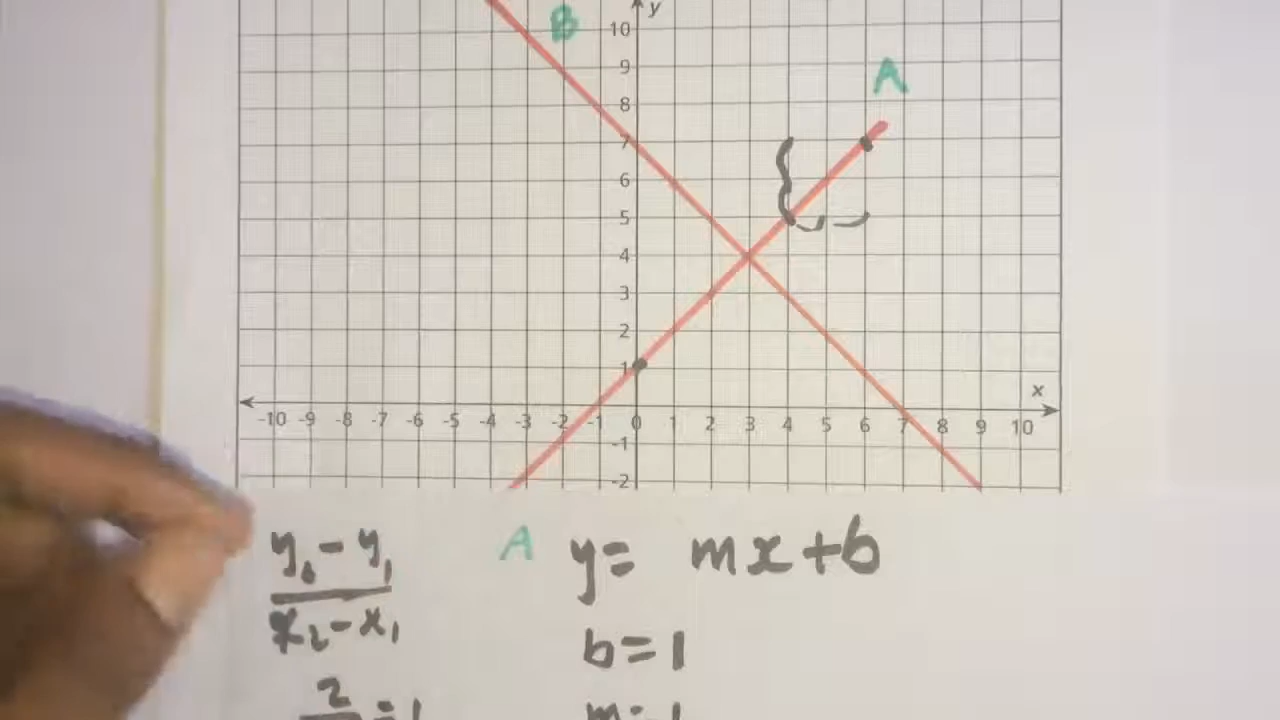 y
B
10
9
A
8
7
6
5
4
3
2
1
x
-10 -9 -8 -7 -6 -5 -4 -3 -2 -1 0 2 3 4 5 6 7 8 9 10
-1
-2
y₂-y₁ A y= mx+b
x₂-x₁
b=1
2 =1 m=1